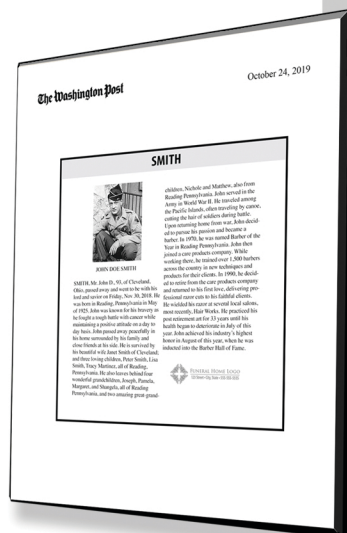 The Washington Post
October 24, 2019
SMITH
JOHN DOE SMITH
SMITH, Mr. John D., 93, of Cleveland,
Ohio, passed away and went to be with his
lord and savior on Friday, Nov. 30, 2018. He
was born in Reading, Pennsylvania in May
of 1925. John was known for his bravery as
he fought a tough battle with cancer while
maintaining a positive attitude on a day to
day basis. John passed away peacefully in
his home surrounded by his family and
close friends at his side. He is survived by
his beautiful wife Janet Smith of Cleveland;
and three loving children, Peter Smith, Lisa
Smith, Tracy Martinez, all of Reading,
Pennsylvania. He also leaves behind four
wonderful grandchildren, Joseph, Pamela,
Margaret, and Shangela, all of Reading
Pennsylvania, and two amazing great-grand-
children, Nichole and Matthew, also from
Reading Pennsylvania. John served in the
Army in World War II. He traveled among
the Pacific Islands, often traveling by canoe,
cutting the hair of soldiers during battle.
Upon returning home from war, John decid-
ed to pursue his passion and became a
barber. In 1970, he was named Barber of the
Year in Reading Pennsylvania. John then
joined a care products company. While
working there, he trained over 1,500 barbers
across the country in new techniques and
products for their clients. In 1990, he decid-
ed to retire from the care products company
and returned to his first love, delivering pro-
fessional razor cuts to his faithful clients.
He wielded his razor at several local salons,
most recently, Hair Works. He practiced his
post retirement art for 33 years until his
health began to deteriorate in July of this
year. John achieved his industry's highest
honor in August of this year, when he was
inducted into the Barber Hall of Fame.
FUNERAL HOME LOGO